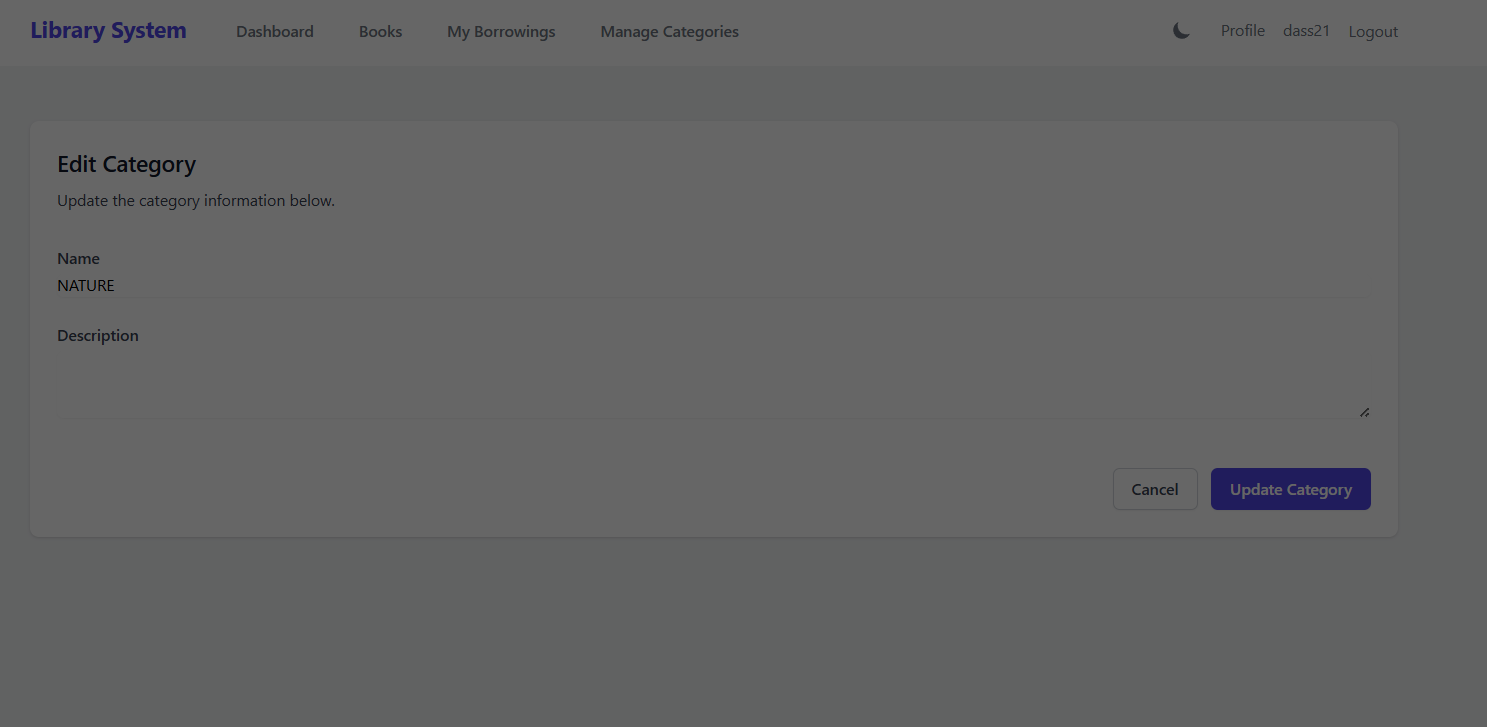 Library System Dashboard Books My Borrowings Manage Categories Profile dass21 Logout
Edit Category
Update the category information below.
Name
NATURE
Description
Cancel Update Category